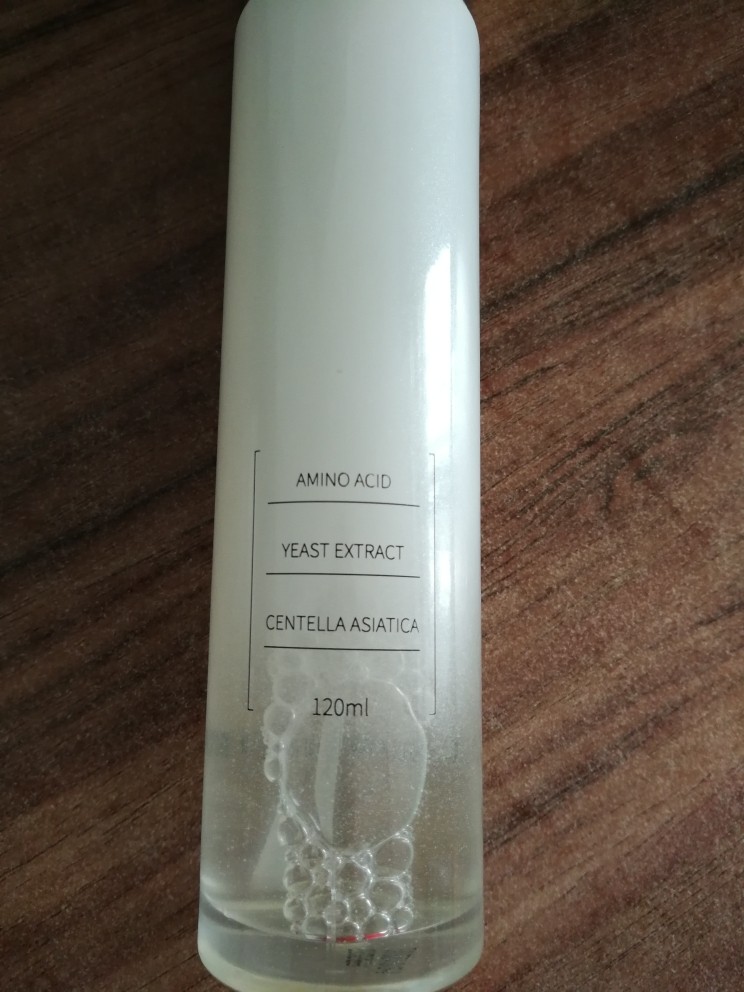 AMINO ACID
YEAST EXTRACT
CENTELLA ASIATICA
120ml